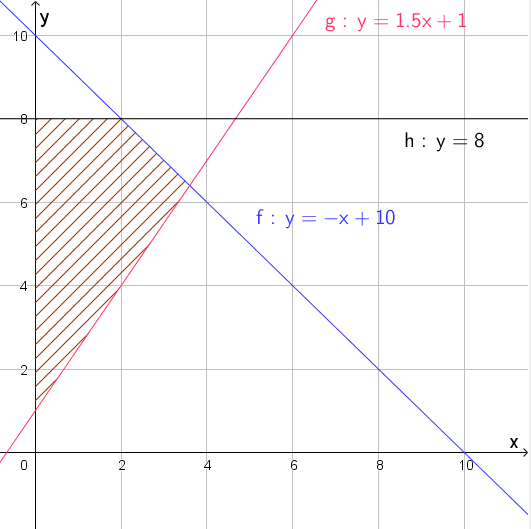 y
g : y = 1.5x + 1
10
8
h : y = 8
6
f : y = −x + 10
4
2
x
0 2 4 6 8 10